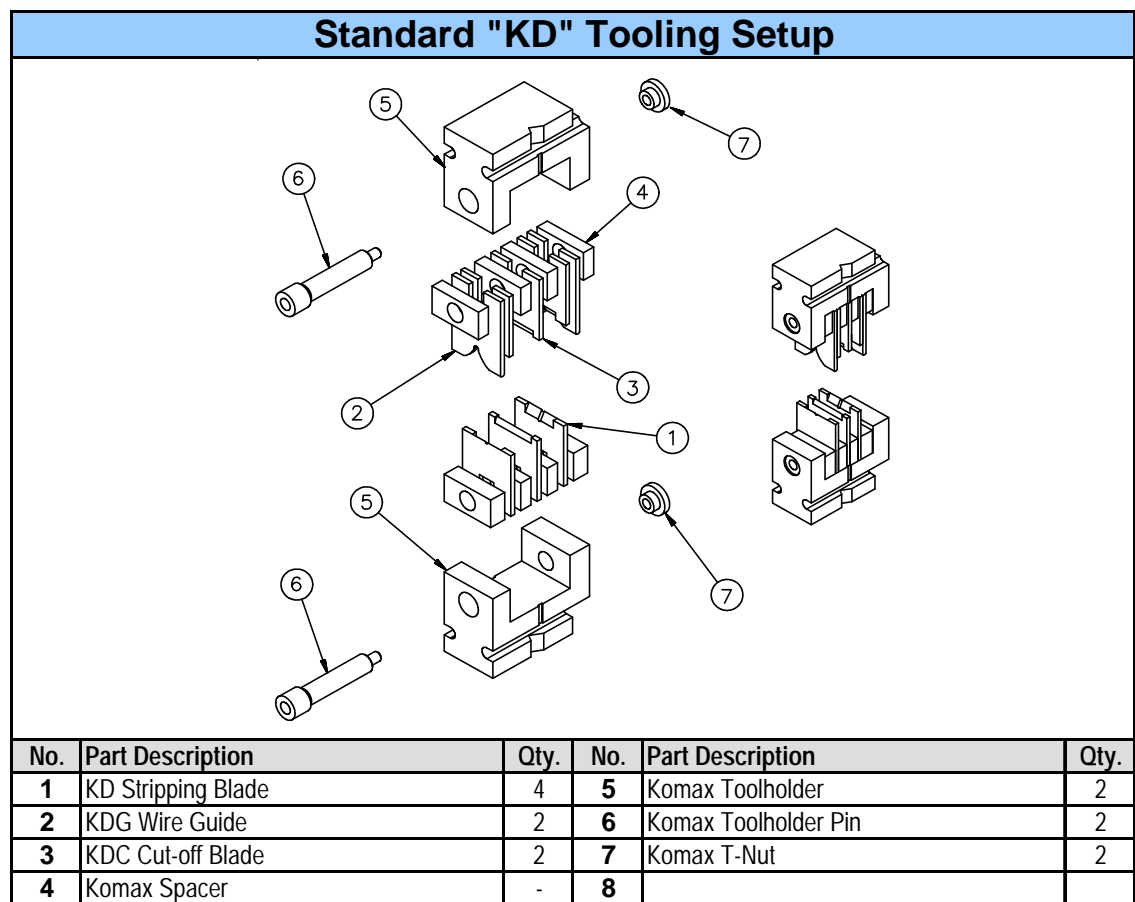 Standard "KD" Tooling Setup
5
7
6
4
3
2
1
5
7
6
No. Part Description Qty. No. Part Description Qty.
1 KD Stripping Blade 4 5 Komax Toolholder 2
2 KDG Wire Guide 2 6 Komax Toolholder Pin 2
3 KDC Cut-off Blade 2 7 Komax T-Nut 2
4 Komax Spacer - 8